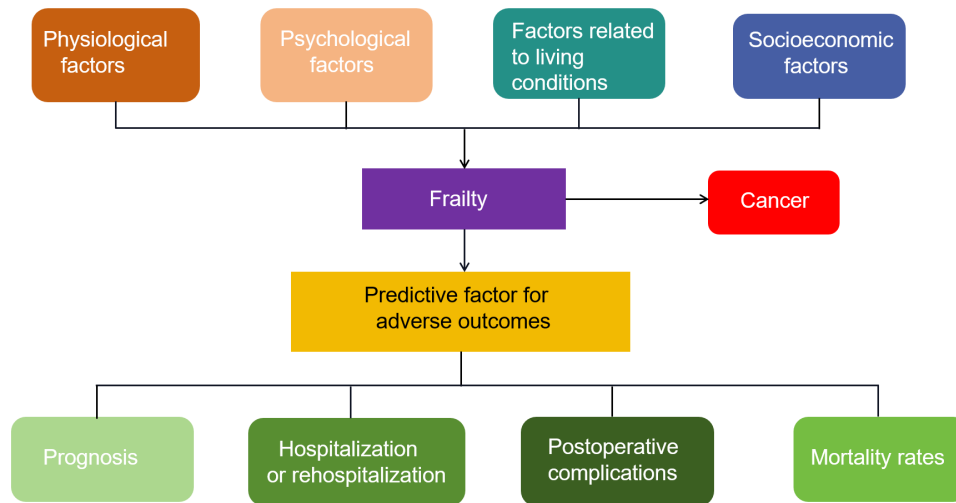 Physiological
factors
Psychological
factors
Factors related
to living
conditions
Socioeconomic
factors
Frailty
Cancer
Predictive factor for
adverse outcomes
Prognosis
Hospitalization
or rehospitalization
Postoperative
complications
Mortality rates